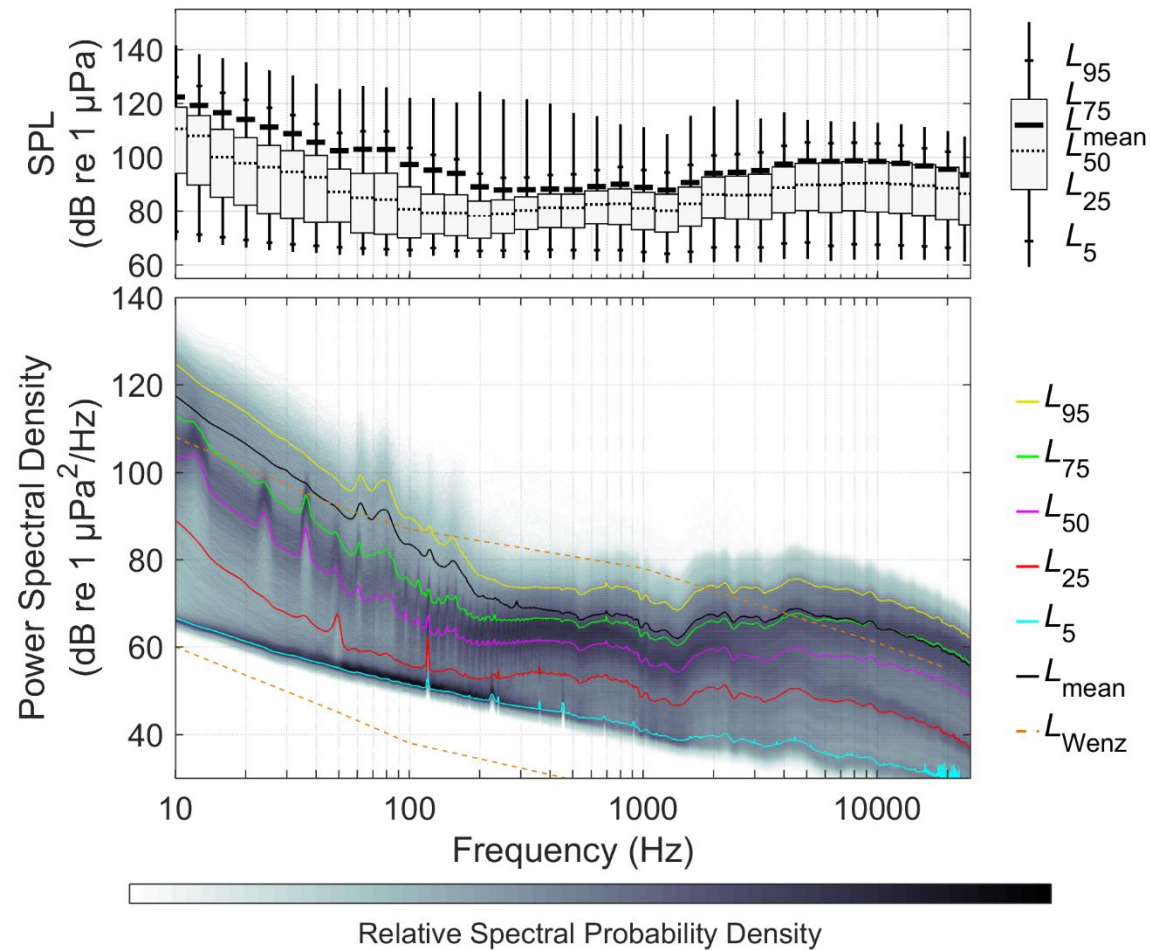 SPL
(dB re 1 µPa)
140
120
100
80
60
L95
L75
Lmean
L50
L25
L5
Power Spectral Density
(dB re 1 µPa2/Hz)
140
120
100
80
60
40
L95
L75
L50
L25
L5
Lmean
LWenz
10
100
1000
10000
Frequency (Hz)
Relative Spectral Probability Density